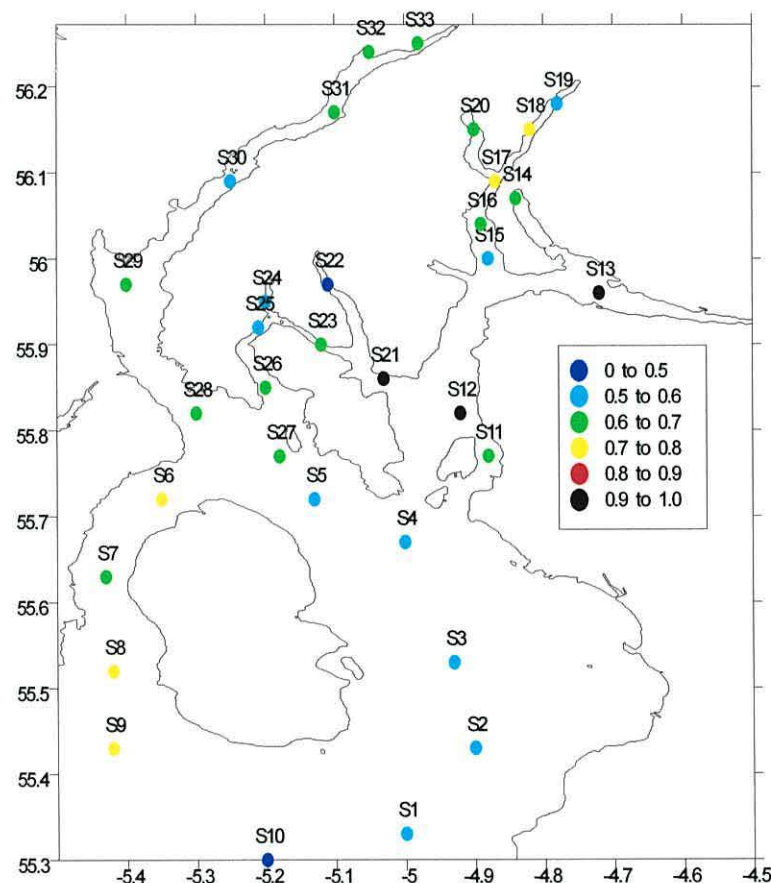 S32
S33
56.2
S19
S31
S20
S18
S30
56.1
S17
S14
S16
S15
56
S29
S24
S22
S13
S25
55.9
S23
S21
S26
S28
S12
55.8
S27
S11
S6
S5
55.7
S4
S7
55.6
S8
S3
55.5
S9
S2
55.4
S1
S10
55.3
0 to 0.5
0.5 to 0.6
0.6 to 0.7
0.7 to 0.8
0.8 to 0.9
0.9 to 1.0
-5.4 -5.3 -5.2 -5.1 -5 -4.9 -4.8 -4.7 -4.6 -4.5